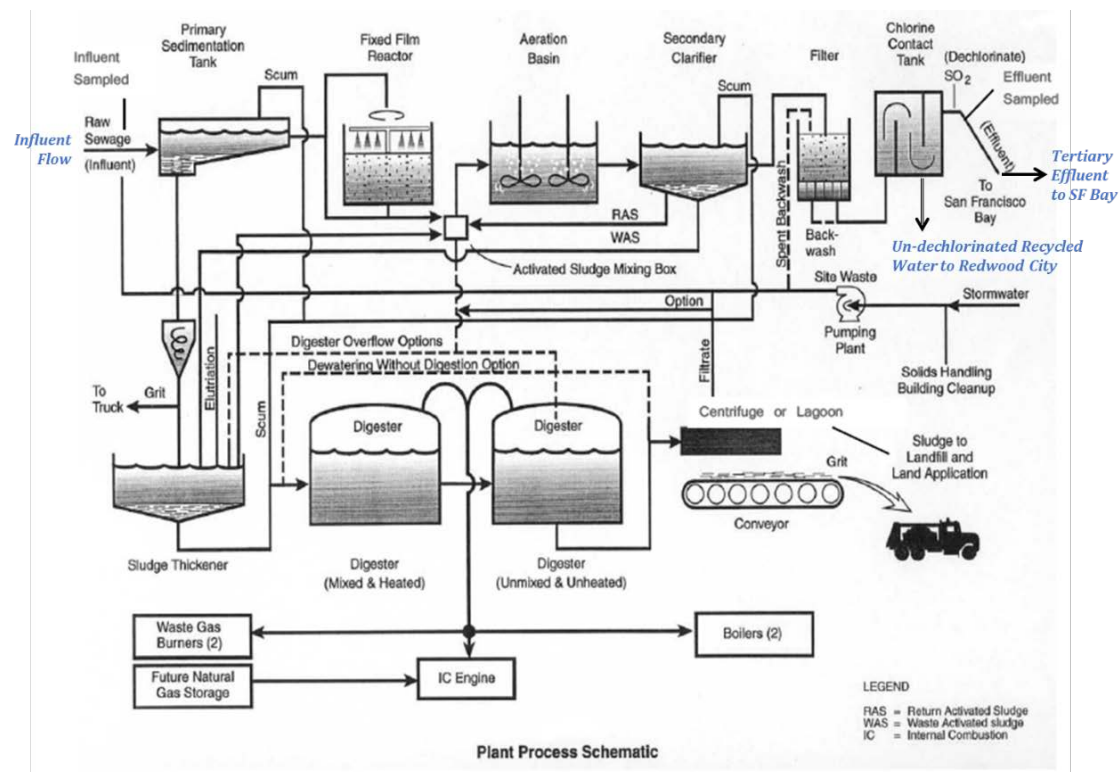 Primary
Sedimentation
Tank
Fixed Film
Reactor
Aeration
Basin
Secondary
Clarifier
Filter
Chlorine
Contact
Tank
(Dechlorinate)
SO2
Effluent
Sampled
Influent
Sampled
Scum
Scum
Raw
Sewage
(Influent)
Influent
Flow
(Effluent)
Tertiary
Effluent
to SF Bay
To
San Francisco
Bay
RAS
WAS
Spent Backwash
Back-
wash
Un-dechlorinated Recycled
Water to Redwood City
Activated Sludge Mixing Box
Site Waste
Option
Stormwater
Pumping
Plant
Digester Overflow Options
Dewatering Without Digestion Option
Elutriation
Filtrate
Solids Handling
Building Cleanup
To
Truck
Grit
Scum
Digester
Digester
Centrifuge or Lagoon
Sludge to
Landfill and
Land Application
Grit
Conveyor
Sludge Thickener
Digester
(Mixed & Heated)
Digester
(Unmixed & Unheated)
Waste Gas
Burners (2)
Boilers (2)
Future Natural
Gas Storage
IC Engine
LEGEND
RAS = Return Activated Sludge
WAS = Waste Activated sludge
IC = Internal Combustion
Plant Process Schematic